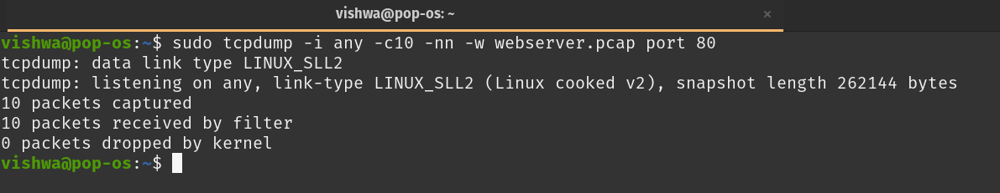 vishwa@pop-os: ~
×
vishwa@pop-os:~$ sudo tcpdump -i any -c10 -nn -w webserver.pcap port 80
tcpdump: data link type LINUX_SLL2
tcpdump: listening on any, link-type LINUX_SLL2 (Linux cooked v2), snapshot length 262144 bytes
10 packets captured
10 packets received by filter
0 packets dropped by kernel
vishwa@pop-os:~$